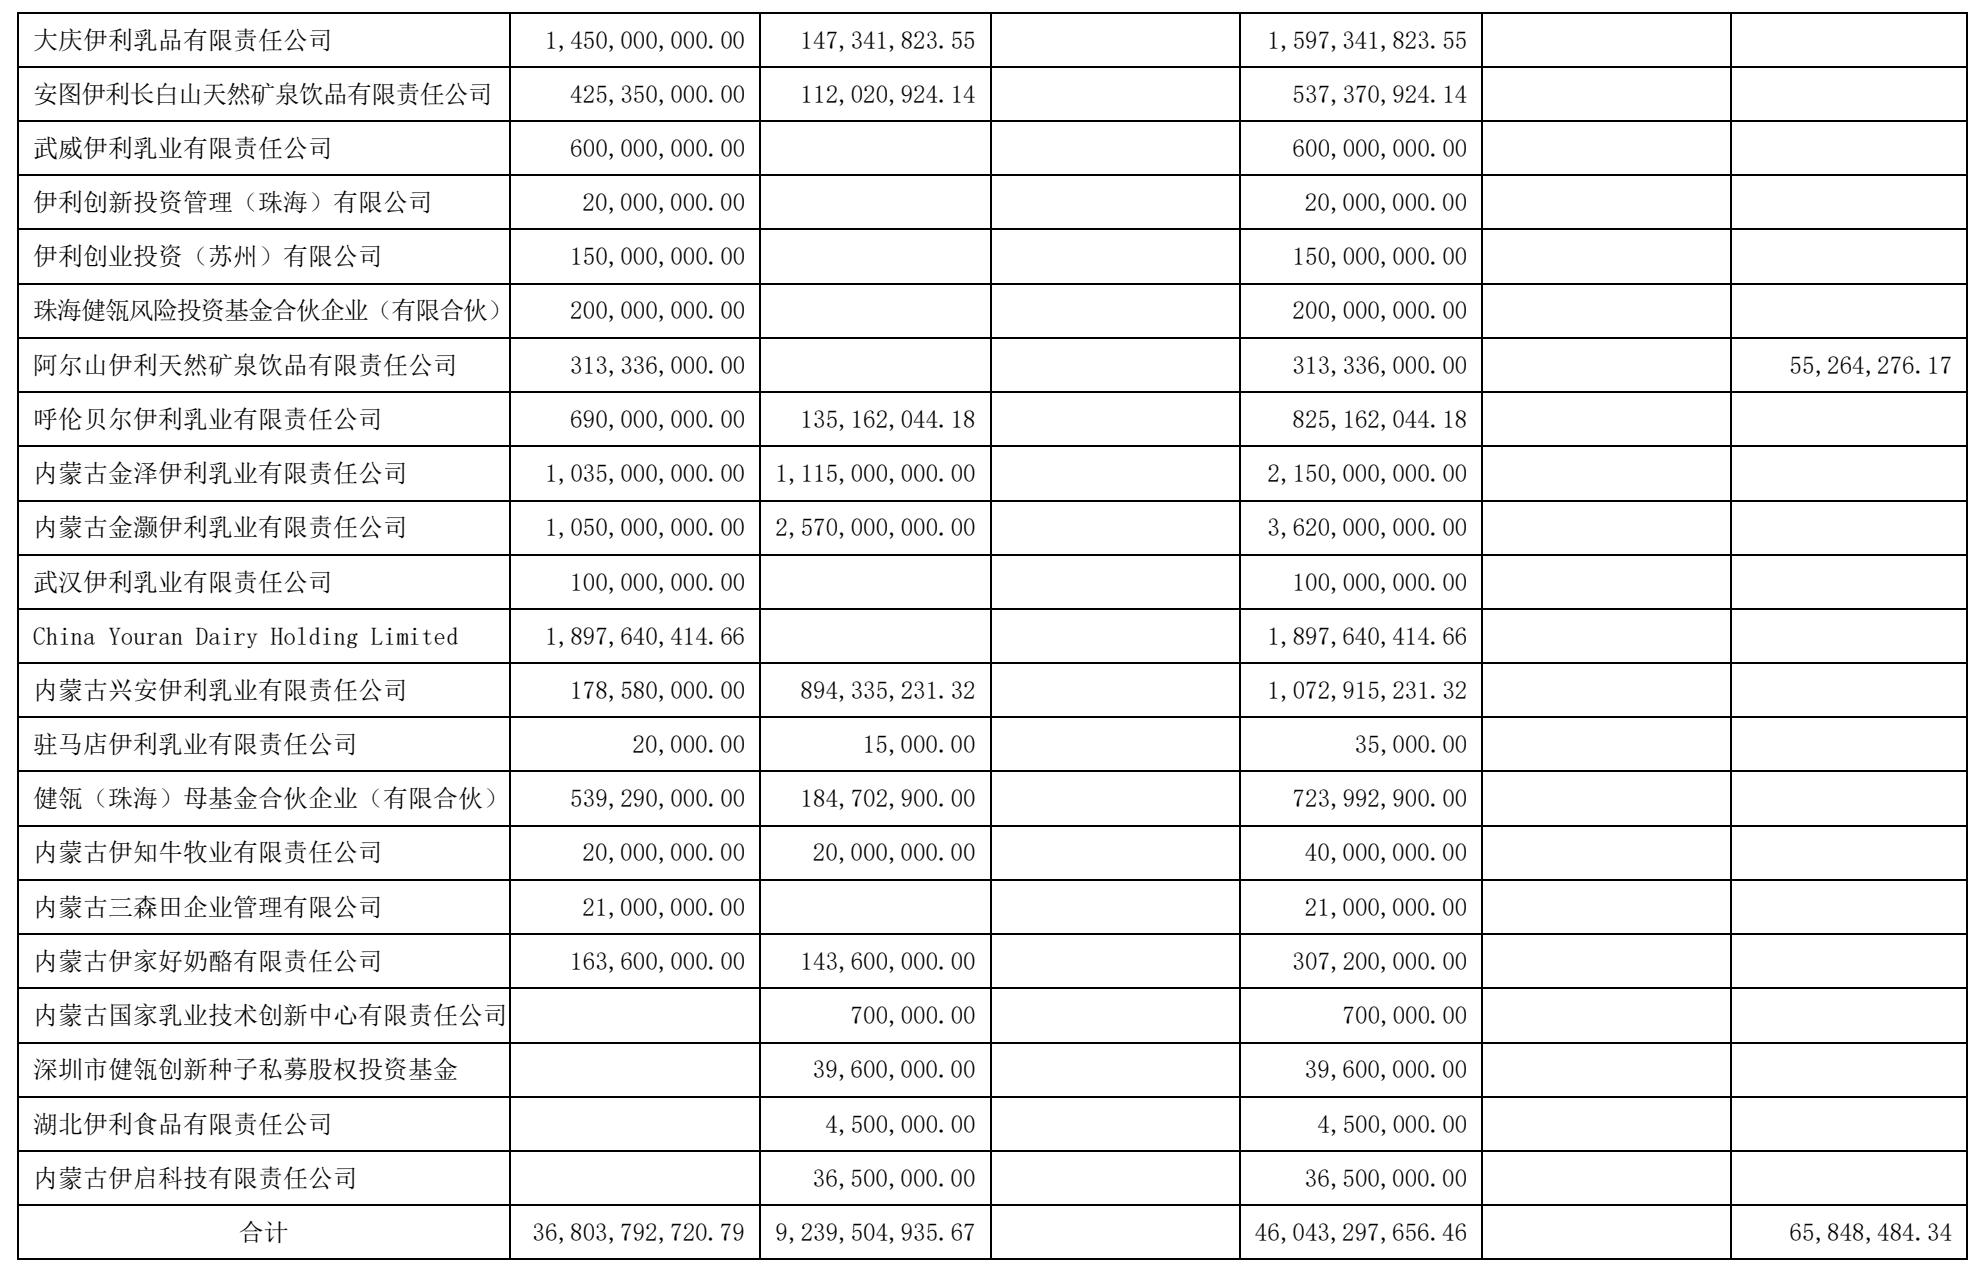 大庆伊利乳品有限责任公司 1,450,000,000.00 147,341,823.55 1,597,341,823.55
安图伊利长白山天然矿泉饮品有限责任公司 425,350,000.00 112,020,924.14 537,370,924.14
武威伊利乳业有限责任公司 600,000,000.00 600,000,000.00
伊利创新投资管理（珠海）有限公司 20,000,000.00 20,000,000.00
伊利创业投资（苏州）有限公司 150,000,000.00 150,000,000.00
珠海健瓴风险投资基金合伙企业（有限合伙） 200,000,000.00 200,000,000.00
阿尔山伊利天然矿泉饮品有限责任公司 313,336,000.00 313,336,000.00 55,264,276.17
呼伦贝尔伊利乳业有限责任公司 690,000,000.00 135,162,044.18 825,162,044.18
内蒙古金泽伊利乳业有限责任公司 1,035,000,000.00 1,115,000,000.00 2,150,000,000.00
内蒙古金灏伊利乳业有限责任公司 1,050,000,000.00 2,570,000,000.00 3,620,000,000.00
武汉伊利乳业有限责任公司 100,000,000.00 100,000,000.00
China Youran Dairy Holding Limited 1,897,640,414.66 1,897,640,414.66
内蒙古兴安伊利乳业有限责任公司 178,580,000.00 894,335,231.32 1,072,915,231.32
驻马店伊利乳业有限责任公司 20,000.00 15,000.00 35,000.00
健瓴（珠海）母基金合伙企业（有限合伙） 539,290,000.00 184,702,900.00 723,992,900.00
内蒙古伊知牛牧业有限责任公司 20,000,000.00 20,000,000.00 40,000,000.00
内蒙古三森田企业管理有限公司 21,000,000.00 21,000,000.00
内蒙古伊家好奶酪有限责任公司 163,600,000.00 143,600,000.00 307,200,000.00
内蒙古国家乳业技术创新中心有限责任公司 700,000.00 700,000.00
深圳市健瓴创新种子私募股权投资基金 39,600,000.00 39,600,000.00
湖北伊利食品有限责任公司 4,500,000.00 4,500,000.00
内蒙古伊启科技有限责任公司 36,500,000.00 36,500,000.00
合计 36,803,792,720.79 9,239,504,935.67 46,043,297,656.46 65,848,484.34